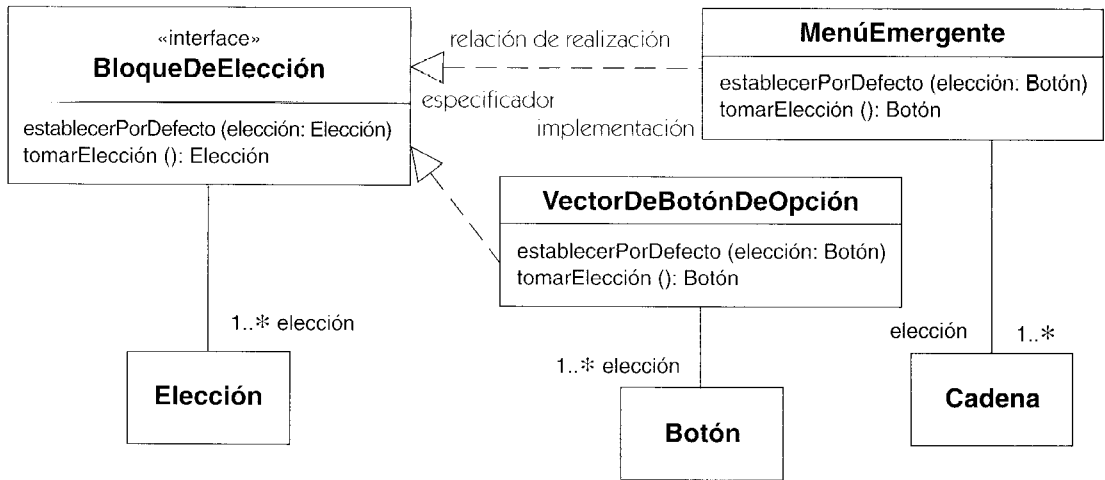 «interface»
BloqueDeElección
establecerPorDefecto (elección: Elección)
tomarElección (): Elección
relación de realización
especificador
implementación
MenúEmergente
establecerPorDefecto (elección: Botón)
tomarElección (): Botón
VectorDeBotónDeOpción
establecerPorDefecto (elección: Botón)
tomarElección (): Botón
1..* elección
Elección
1..* elección
Botón
elección 1..*
Cadena